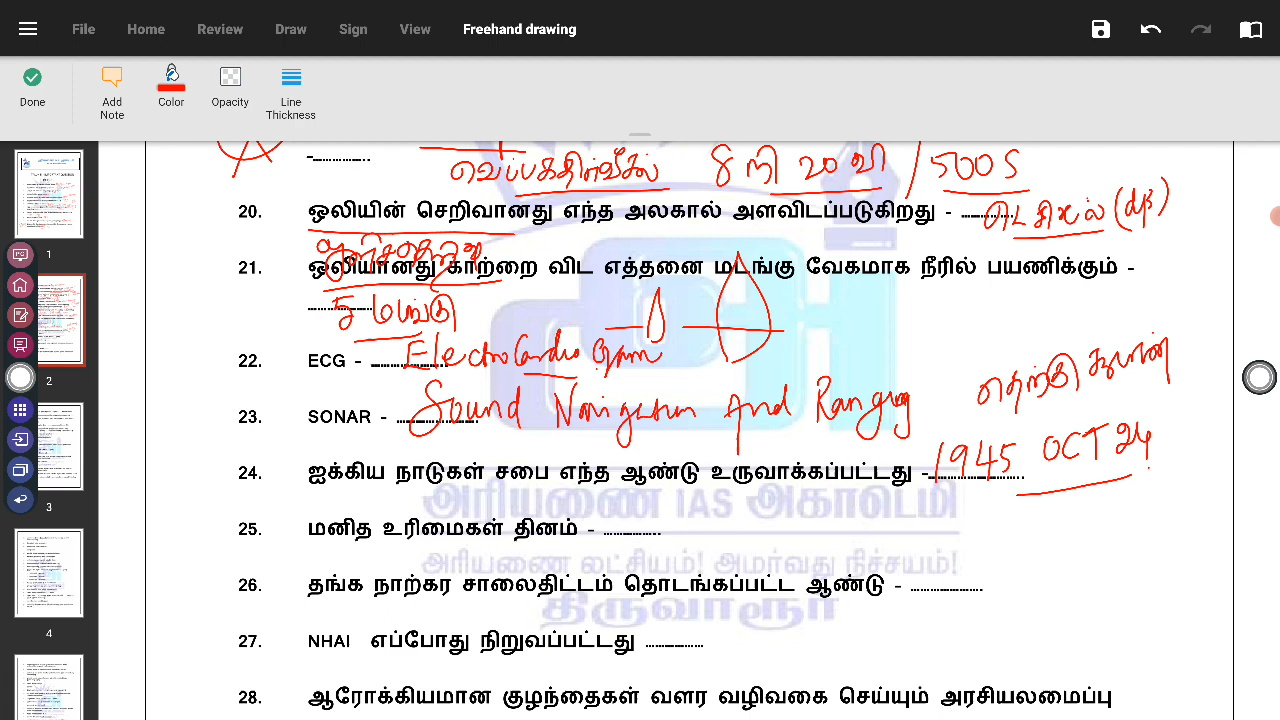 File Home Review Draw Sign View Freehand drawing
Done Add Note Color Opacity Line Thickness
-................
வெப்பகதிர்வீசல் 8 நி 20 வி / 500 S
20. ஒலியின் செறிவானது எந்த அலகால் அளவிடப்படுகிறது - ............... டெசிபல் (dB)
21. ஒலியானது காற்றை விட எத்தனை மடங்கு வேகமாக நீரில் பயணிக்கும் -
.................. 5 மடங்கு
22. ECG - ..................... Electro Cardio Gram
23. SONAR - ..................... Sound Navigation And Ranging
24. ஐக்கிய நாடுகள் சபை எந்த ஆண்டு உருவாக்கப்பட்டது -........................ 1945 OCT 24
25. மனித உரிமைகள் தினம் - ................
26. தங்க நாற்கர சாலைதிட்டம் தொடங்கப்பட்ட ஆண்டு - ....................
27. NHAI எப்போது நிறுவப்பட்டது ................
28. ஆரோக்கியமான குழந்தைகள் வளர வழிவகை செய்யும் அரசியலமைப்பு
அரியணை IAS அகாடெமி
அரியணை லட்சியம்! அமர்வது நிச்சயம்!
திருவாரூர்
1
2
3
4